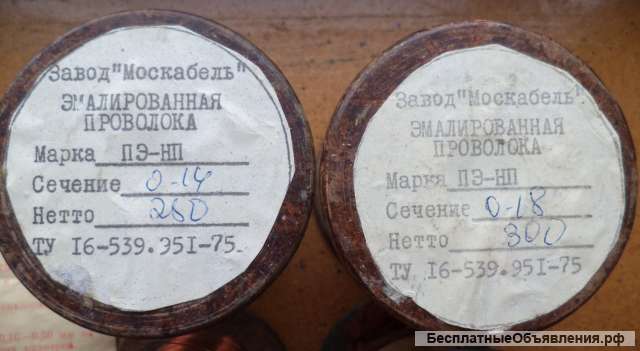 Завод "Москабель"
ЭМАЛИРОВАННАЯ
ПРОВОЛОКА
Марка ПЭ-НП
Сечение 0-14
Нетто 280
ТУ 16-539.951-75
Завод "Москабель"
ЭМАЛИРОВАННАЯ
ПРОВОЛОКА
Марка ПЭ-НП
Сечение 0-18
Нетто 300
ТУ 16-539.951-75
БесплатныеОбъявления.рф